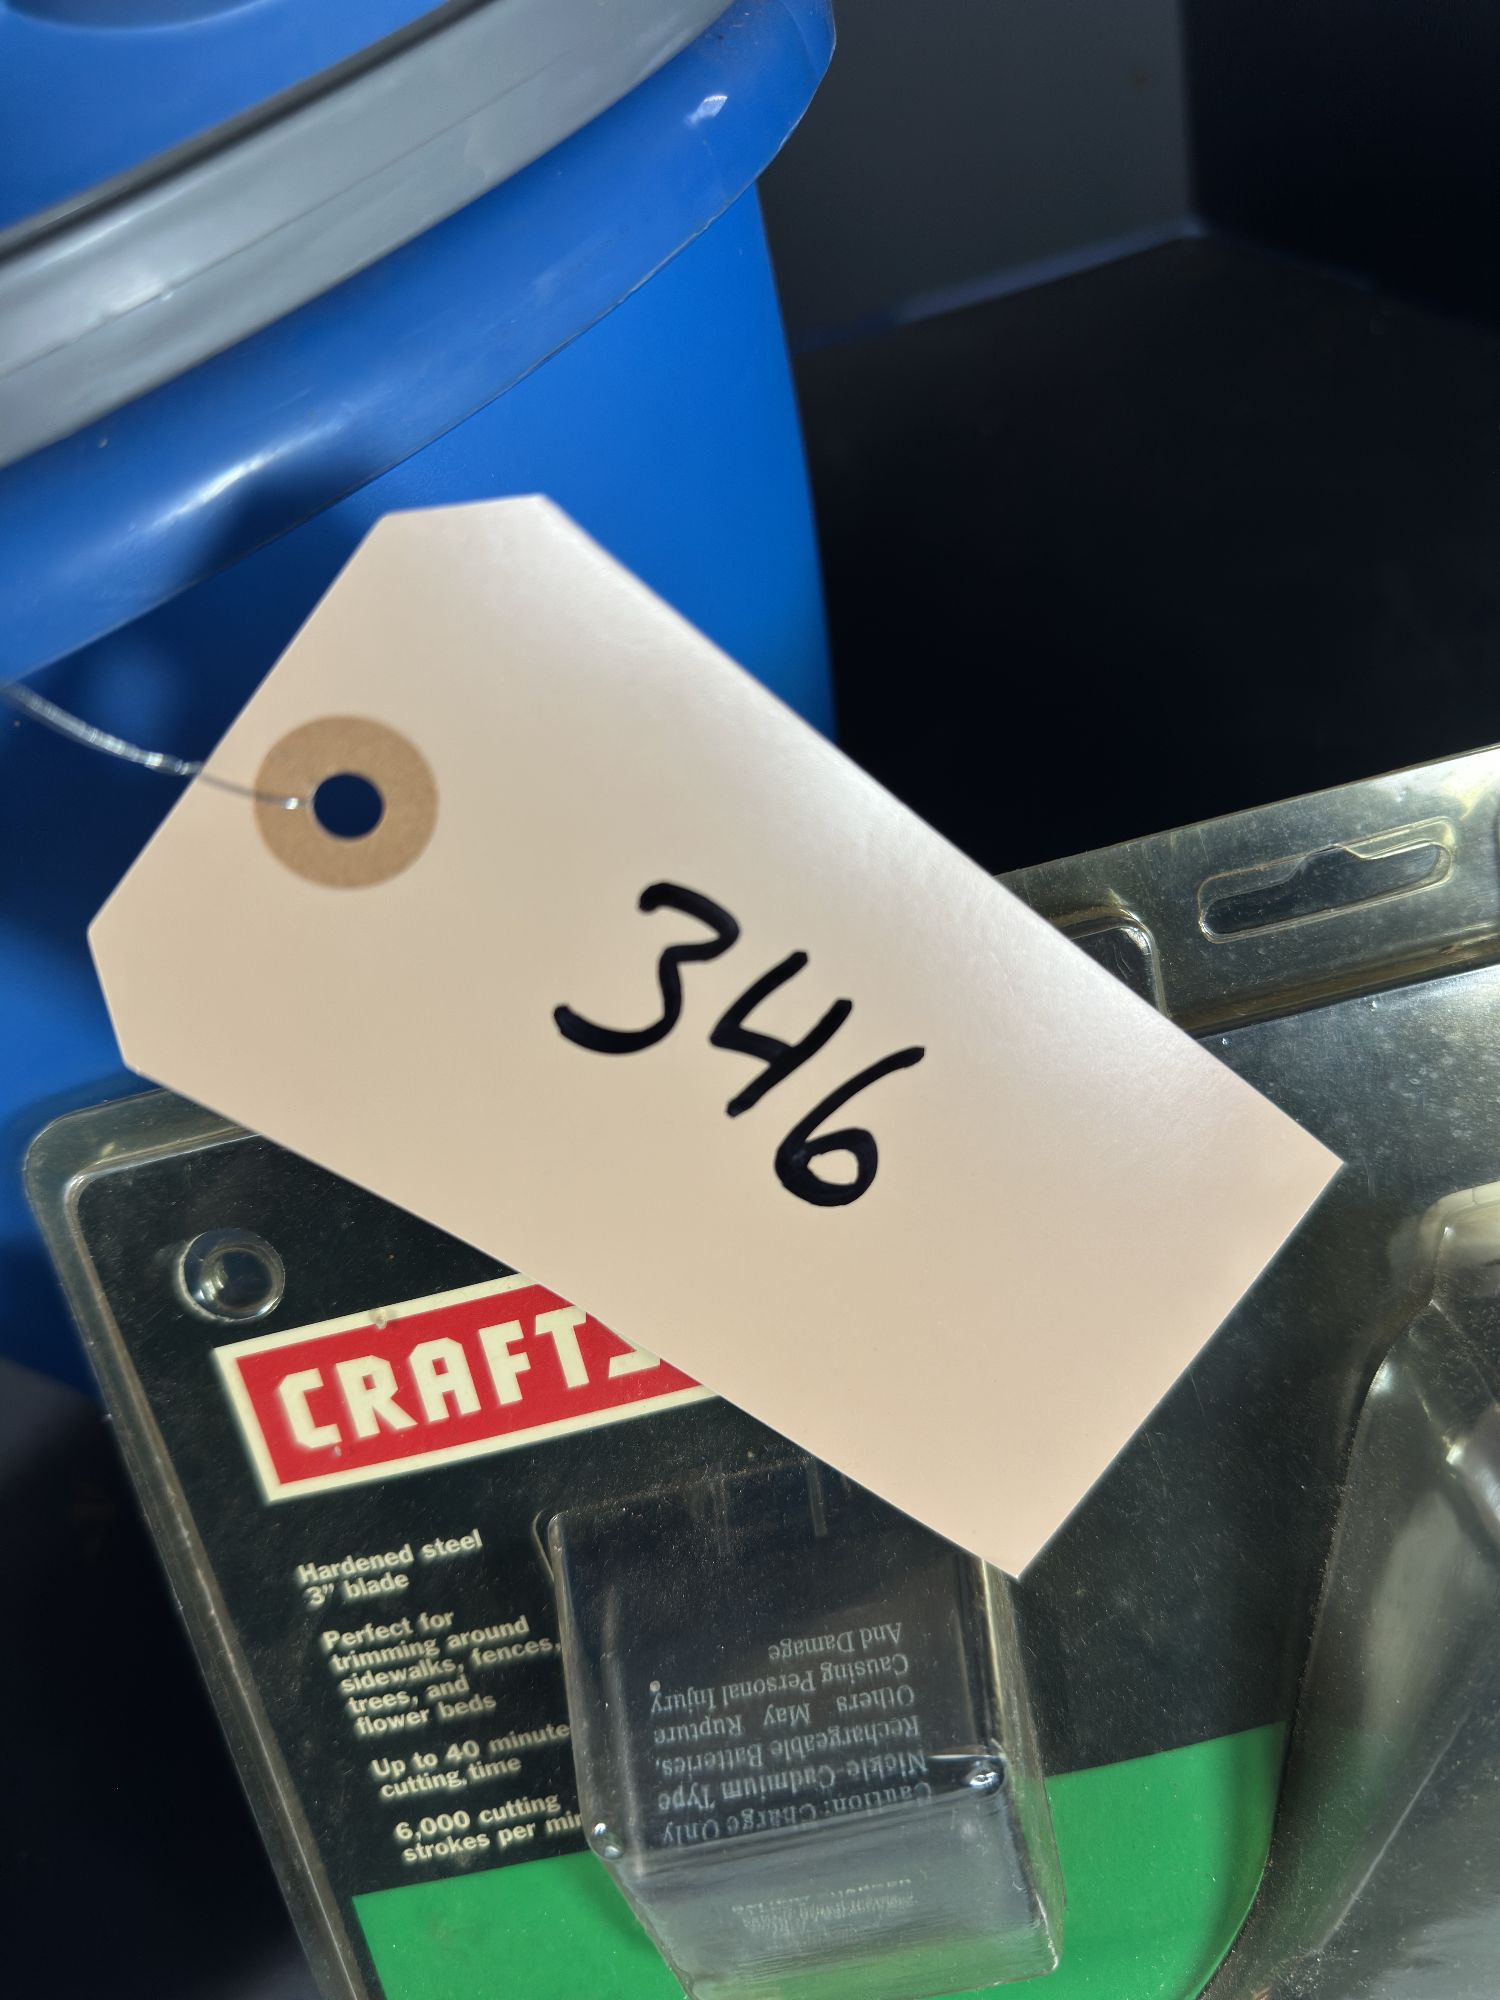 346
CRAFTS
Hardened steel
3" blade
Perfect for
trimming around
sidewalks, fences,
trees, and
flower beds
Up to 40 minute
cutting time
6,000 cutting
strokes per min
Caution: Charge Only
Nickle Cadmium Type
Rechargeable Batteries,
Others May Rupture
Causing Personal Injury
And Damage